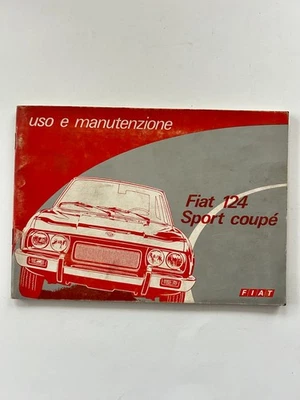 uso e manutenzione
Fiat 124
Sport coupé
FIAT